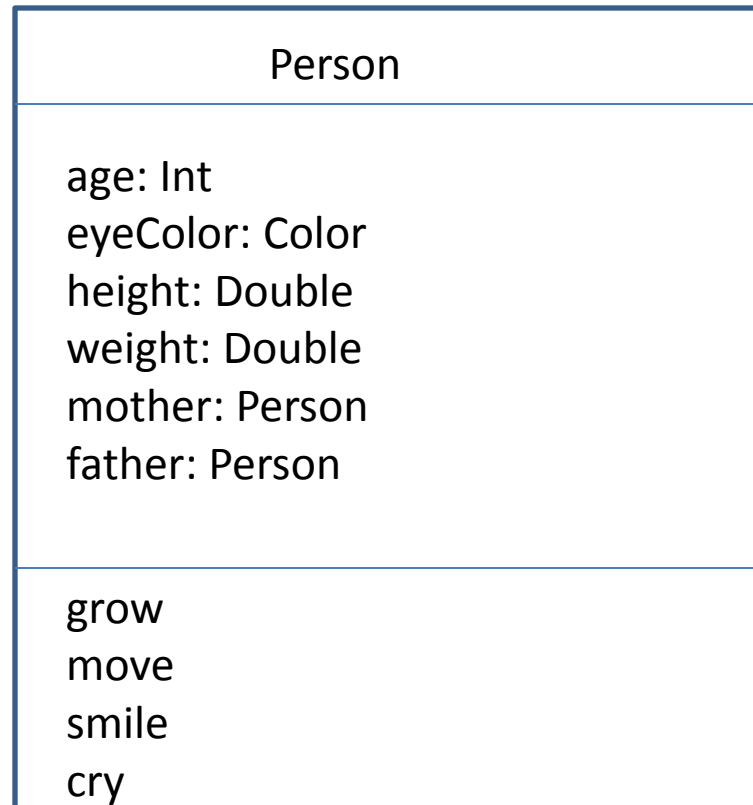 Person
age: Int
eyeColor: Color
height: Double
weight: Double
mother: Person
father: Person
grow
move
smile
cry